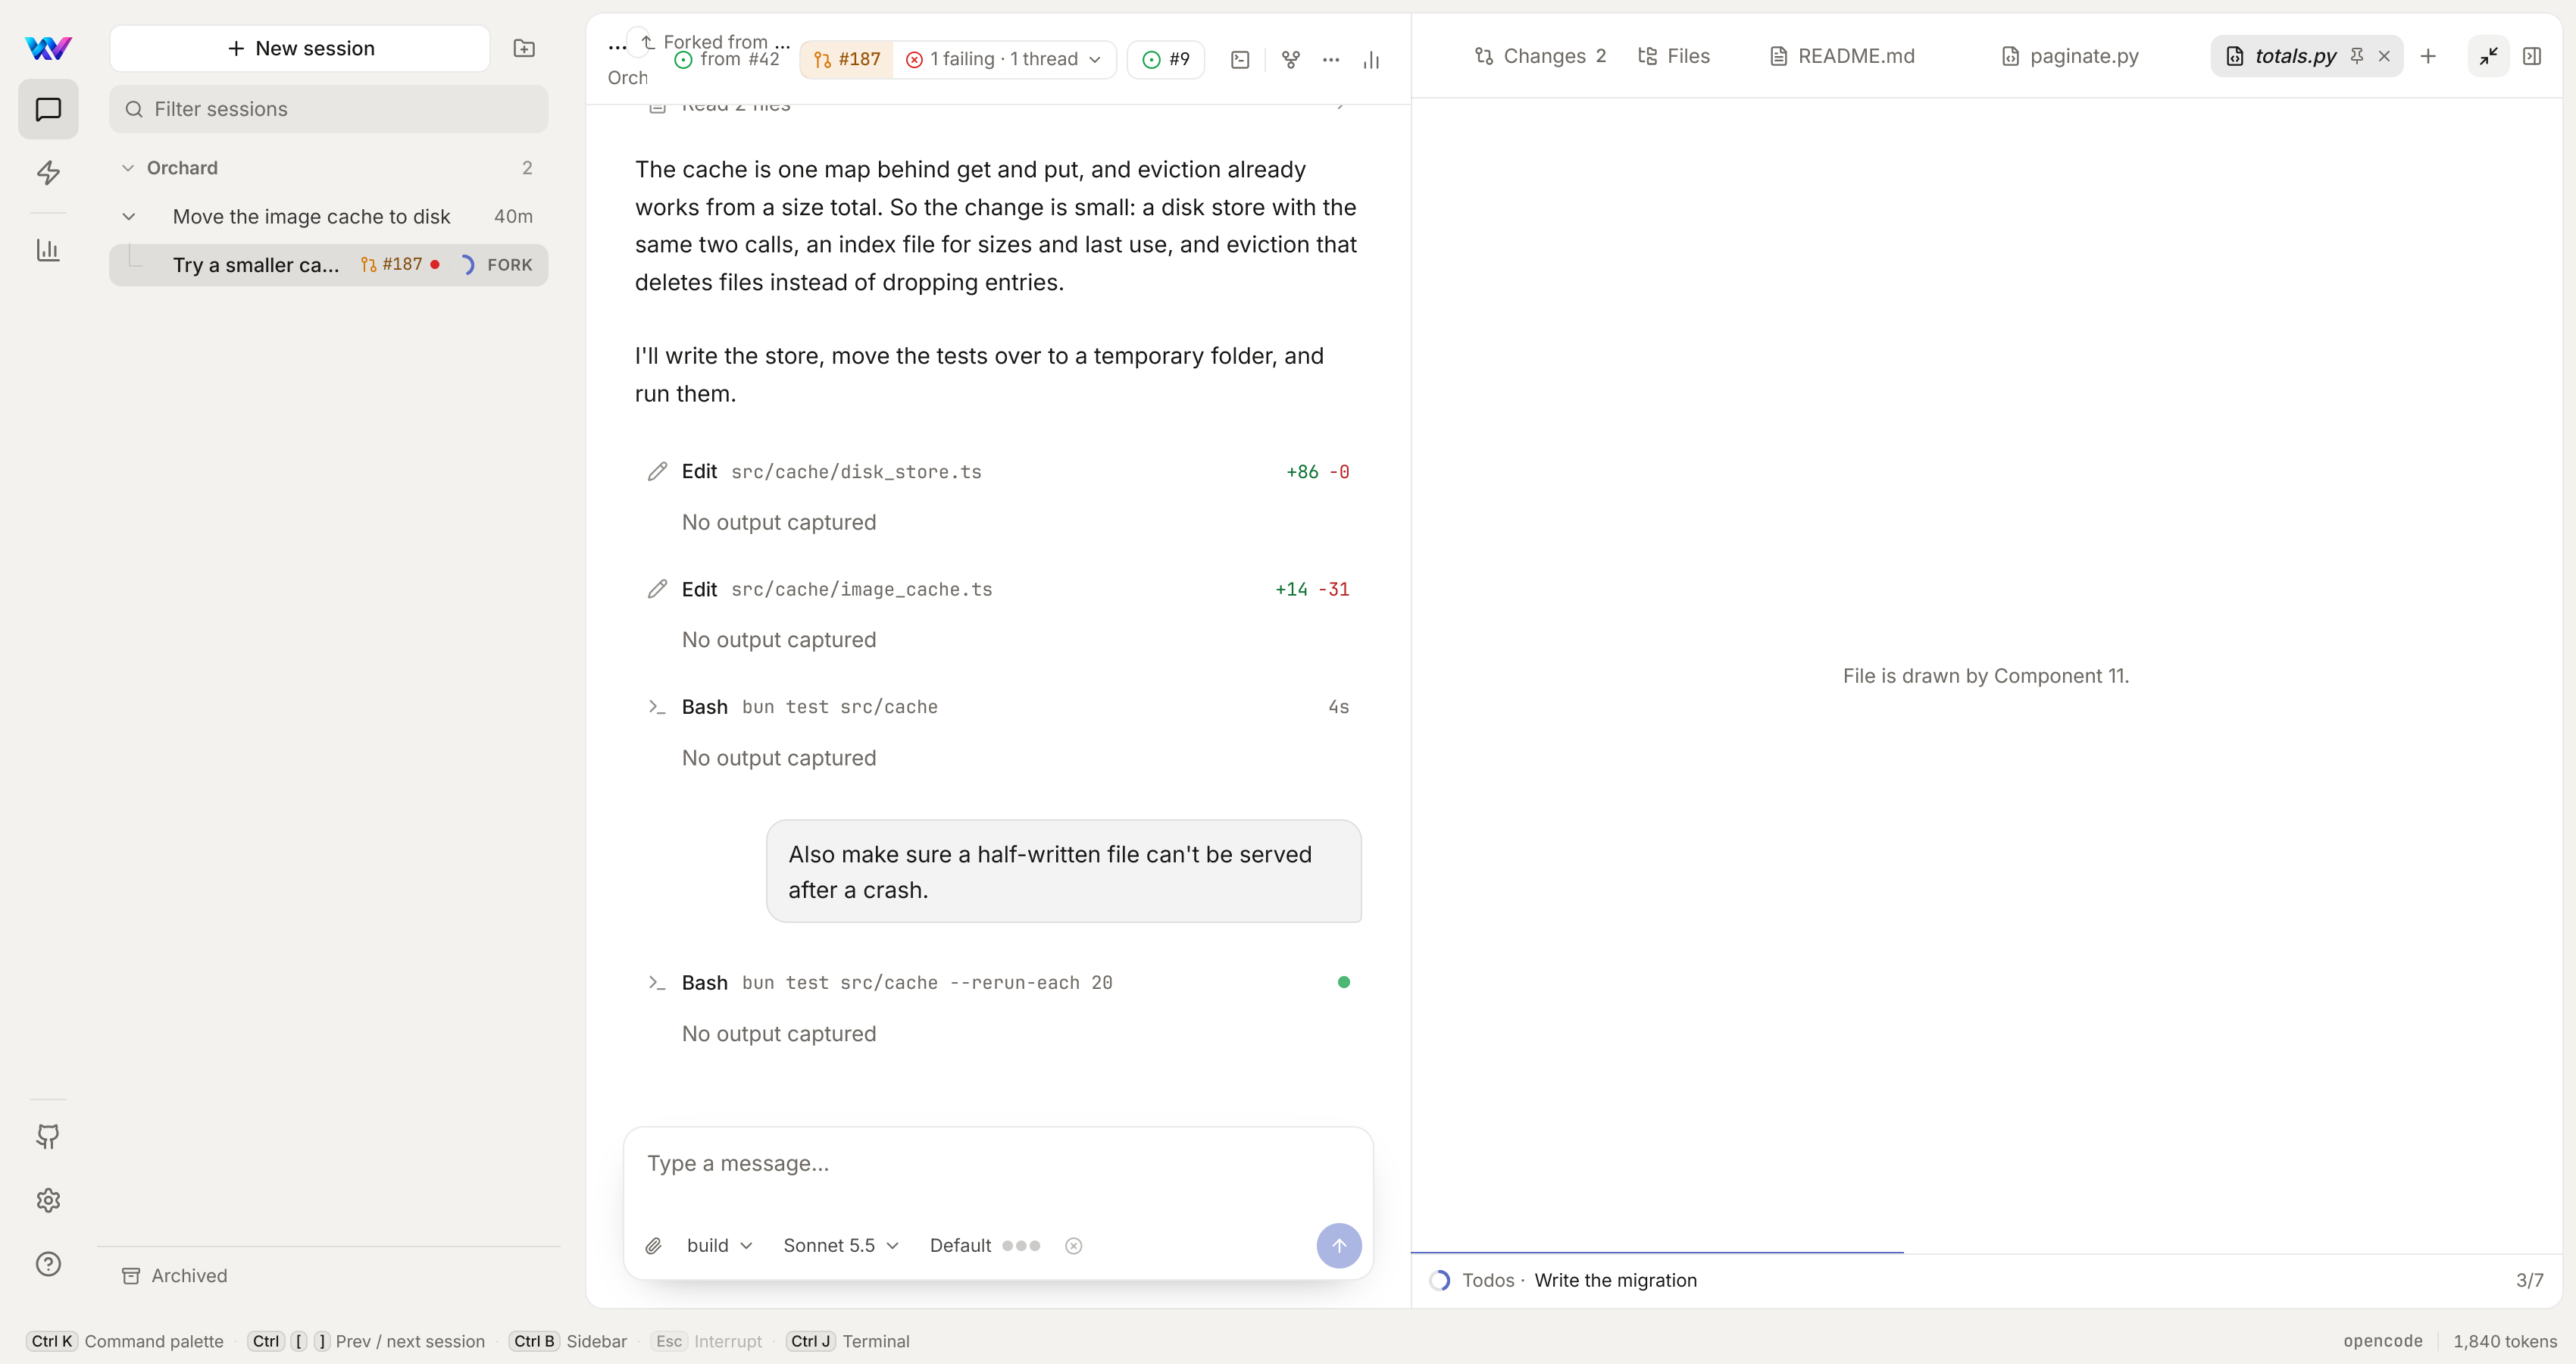 New session
Filter sessions
Orchard 2
Move the image cache to disk 40m
Try a smaller ca... #187 FORK
Archived
... Forked from ...
from #42
Orch
#187 1 failing · 1 thread
#9
Read 2 files
The cache is one map behind get and put, and eviction already
works from a size total. So the change is small: a disk store with the
same two calls, an index file for sizes and last use, and eviction that
deletes files instead of dropping entries.
I'll write the store, move the tests over to a temporary folder, and
run them.
Edit src/cache/disk_store.ts +86 -0
No output captured
Edit src/cache/image_cache.ts +14 -31
No output captured
Bash bun test src/cache 4s
No output captured
Also make sure a half-written file can't be served
after a crash.
Bash bun test src/cache --rerun-each 20
No output captured
Type a message...
build Sonnet 5.5 Default
Changes 2 Files README.md paginate.py totals.py
File is drawn by Component 11.
Todos · Write the migration 3/7
Ctrl K Command palette · Ctrl [ ] Prev / next session · Ctrl B Sidebar · Esc Interrupt · Ctrl J Terminal
opencode 1,840 tokens